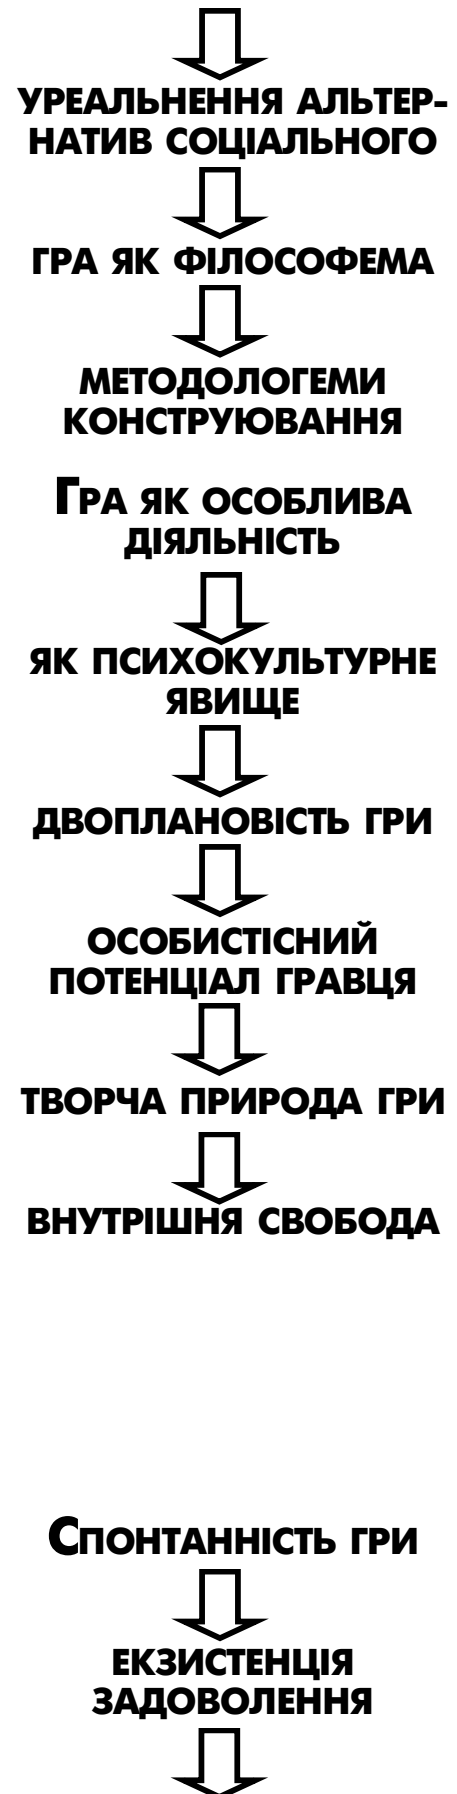 УРЕАЛЬНЕННЯ АЛЬТЕР-
НАТИВ СОЦІАЛЬНОГО
ГРА ЯК ФІЛОСОФЕМА
МЕТОДОЛОГЕМИ
КОНСТРУЮВАННЯ
ГРА ЯК ОСОБЛИВА
ДІЯЛЬНІСТЬ
ЯК ПСИХОКУЛЬТУРНЕ
ЯВИЩЕ
ДВОПЛАНОВІСТЬ ГРИ
ОСОБИСТІСНИЙ
ПОТЕНЦІАЛ ГРАВЦЯ
ТВОРЧА ПРИРОДА ГРИ
ВНУТРІШНЯ СВОБОДА
СПОНТАННІСТЬ ГРИ
ЕКЗИСТЕНЦІЯ
ЗАДОВОЛЕННЯ